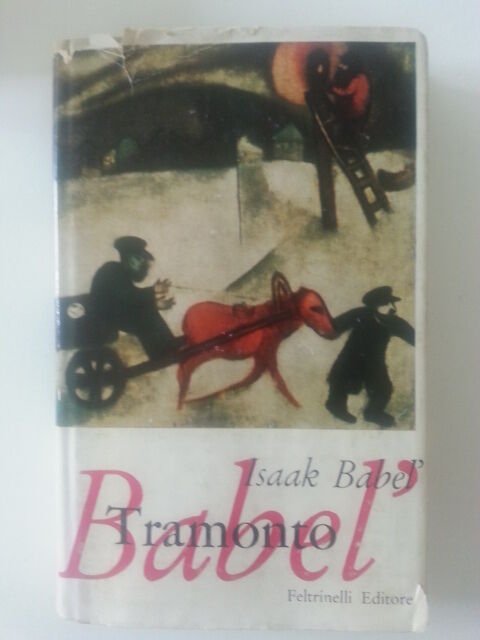 Isaak Babel'
Babel'
Tramonto
Feltrinelli Editore